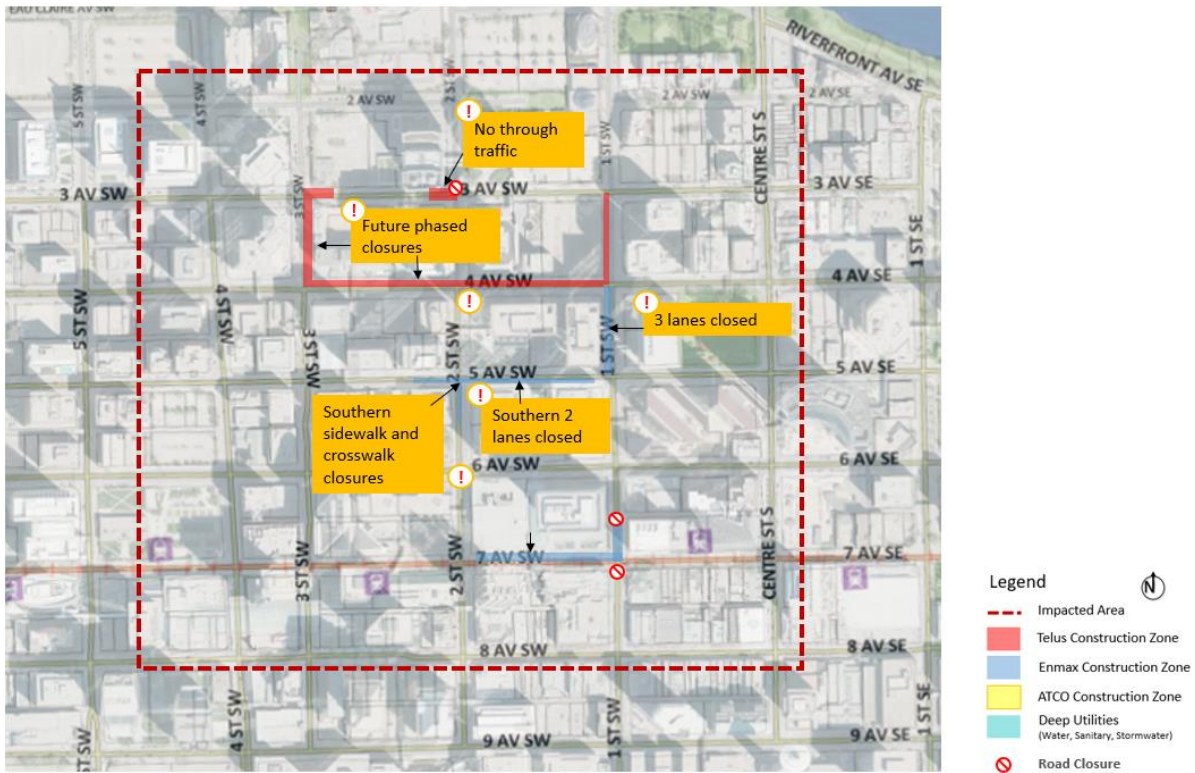 EAU CLAIRE AV SW
RIVERFRONT AV SE
5 ST SW
4 ST SW
2 AV SW
2 ST SW
2 AV SW
2 AV SE
!
No through
traffic
1 ST SW
CENTRE ST S
3 AV SW
3 ST SW
3 AV SW
3 AV SE
!
Future phased
closures
1 ST SE
4 AV SW
4 AV SE
!
!
3 lanes closed
5 ST SW
4 ST SW
3 ST SW
2 ST SW
1 ST SW
5 AV SW
5 AV SE
!
Southern
sidewalk and
crosswalk
closures
Southern 2
lanes closed
6 AV SW
6 AV SE
!
7 AV SW
7 AV SE
3 ST SW
2 ST SW
CENTRE ST S
8 AV SW
8 AV SE
4 ST SW
1 ST SW
1 ST SE
ST SW
9 AV SW
9 AV SE
Legend
N
Impacted Area
Telus Construction Zone
Enmax Construction Zone
ATCO Construction Zone
Deep Utilities
(Water, Sanitary, Stormwater)
Road Closure